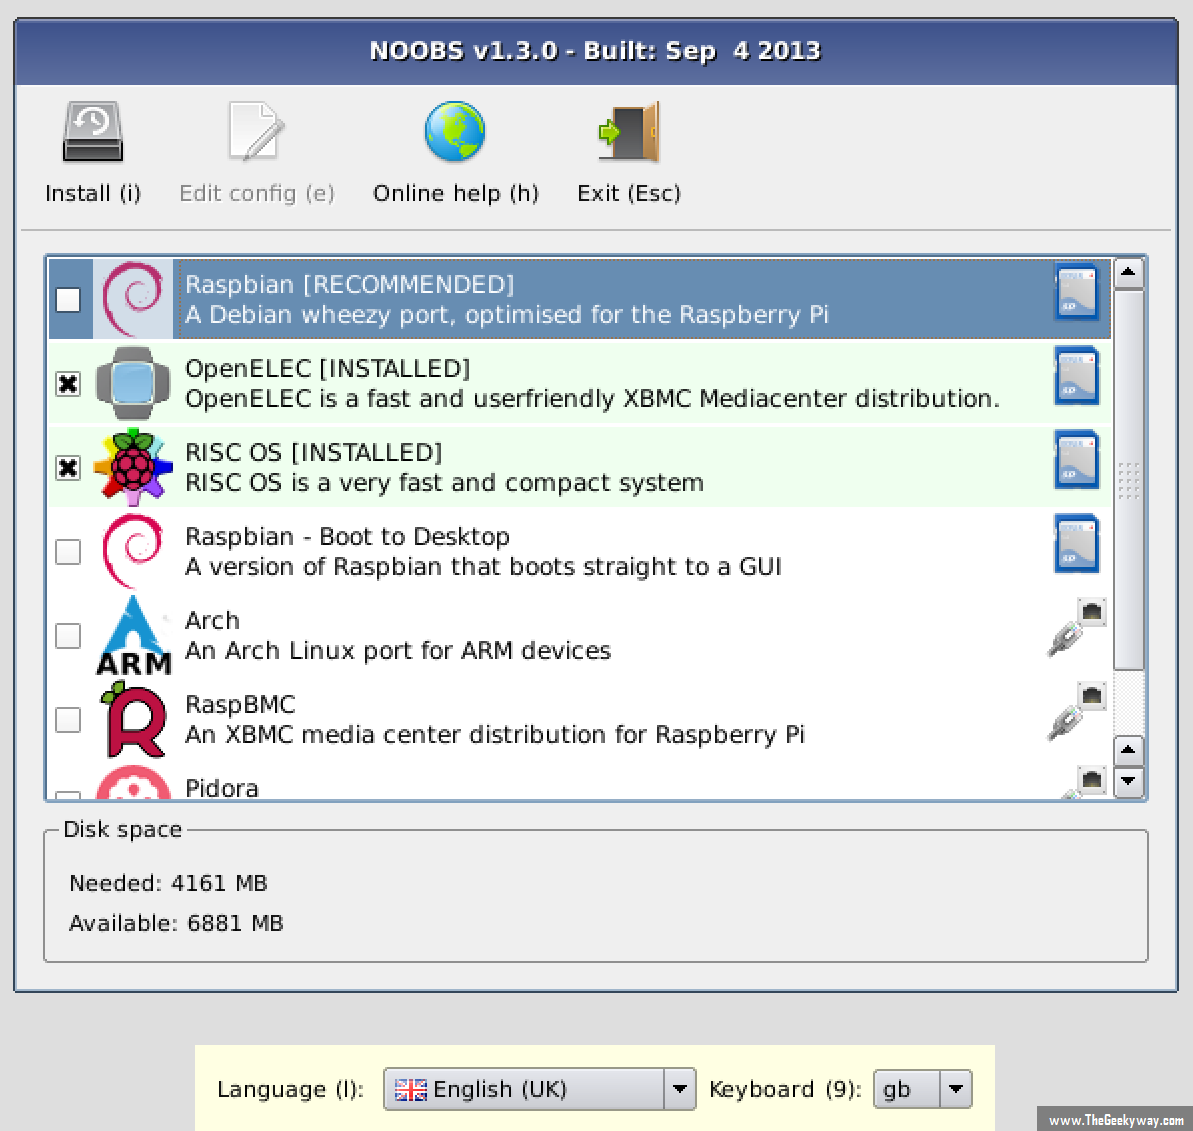 NOOBS v1.3.0 - Built: Sep  4 2013
Install (i)
Edit config (e)
Online help (h)
Exit (Esc)
Raspbian [RECOMMENDED]
A Debian wheezy port, optimised for the Raspberry Pi
OpenELEC [INSTALLED]
OpenELEC is a fast and userfriendly XBMC Mediacenter distribution.
RISC OS [INSTALLED]
RISC OS is a very fast and compact system
Raspbian - Boot to Desktop
A version of Raspbian that boots straight to a GUI
Arch
An Arch Linux port for ARM devices
ARM
RaspBMC
An XBMC media center distribution for Raspberry Pi
Pidora
Disk space
Needed: 4161 MB
Available: 6881 MB
Language (l): English (UK) Keyboard (9): gb
www.TheGeekyway.com